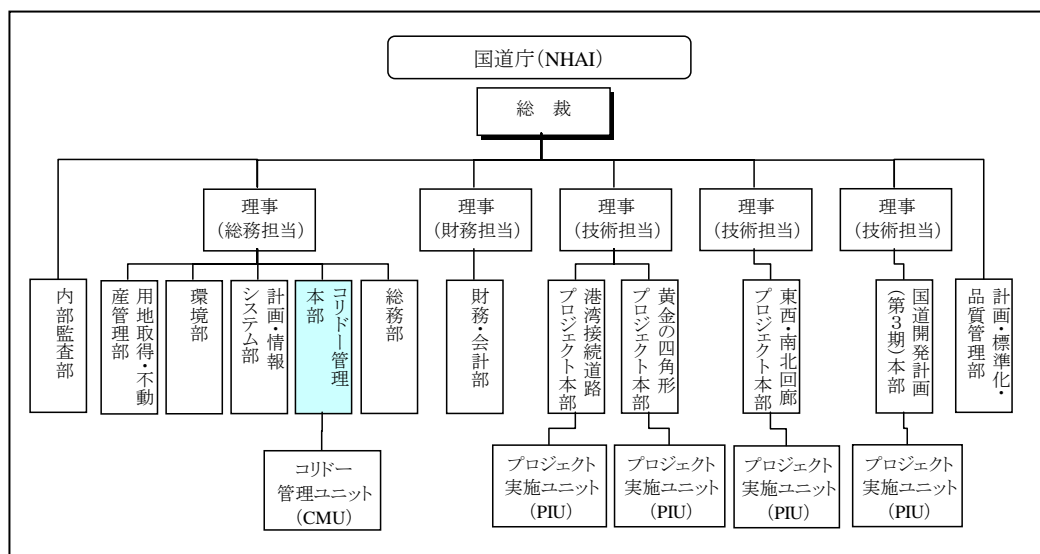 国道庁(NHAI)
総 裁
理事
(総務担当)
理事
(財務担当)
理事
(技術担当)
理事
(技術担当)
理事
(技術担当)
内部監査部
用地取得・不動
産管理部
環境部
計画・情報
システム部
コリドー管理
本部
総務部
財務・会計部
港湾接続道路
プロジェクト本部
黄金の四角形
プロジェクト本部
東西・南北回廊
プロジェクト本部
国道開発計画
(第3期)本部
計画・標準化・
品質管理部
コリドー
管理ユニット
(CMU)
プロジェクト
実施ユニット
(PIU)
プロジェクト
実施ユニット
(PIU)
プロジェクト
実施ユニット
(PIU)
プロジェクト
実施ユニット
(PIU)